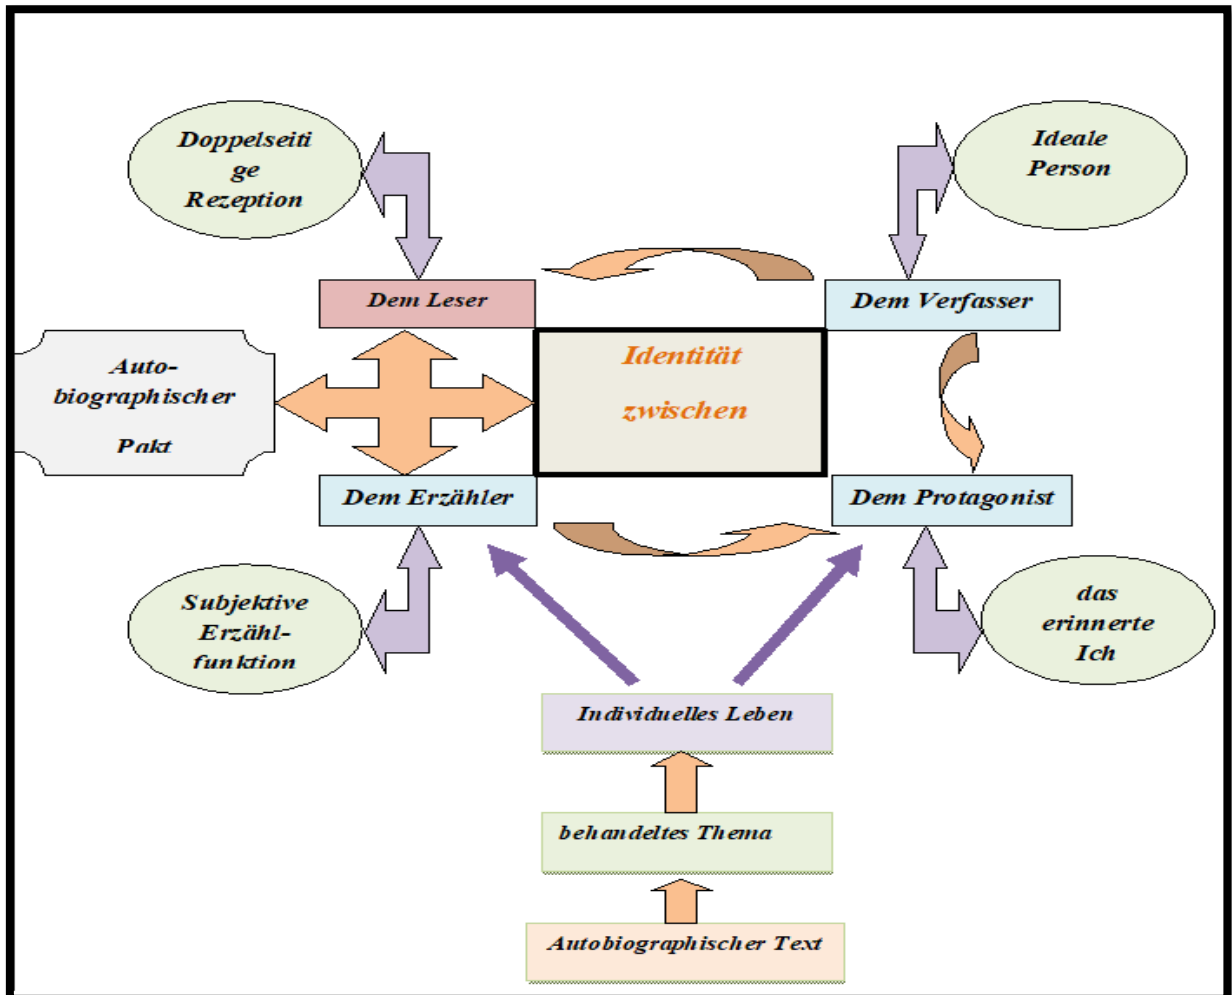 Doppelseiti
ge
Rezeption
Ideale
Person
Dem Leser
Dem Verfasser
Auto-
biographischer
Pakt
Identität
zwischen
Dem Erzähler
Dem Protagonist
Subjektive
Erzähl-
funktion
das
erinnerte
Ich
Individuelles Leben
behandeltes Thema
Autobiographischer Text